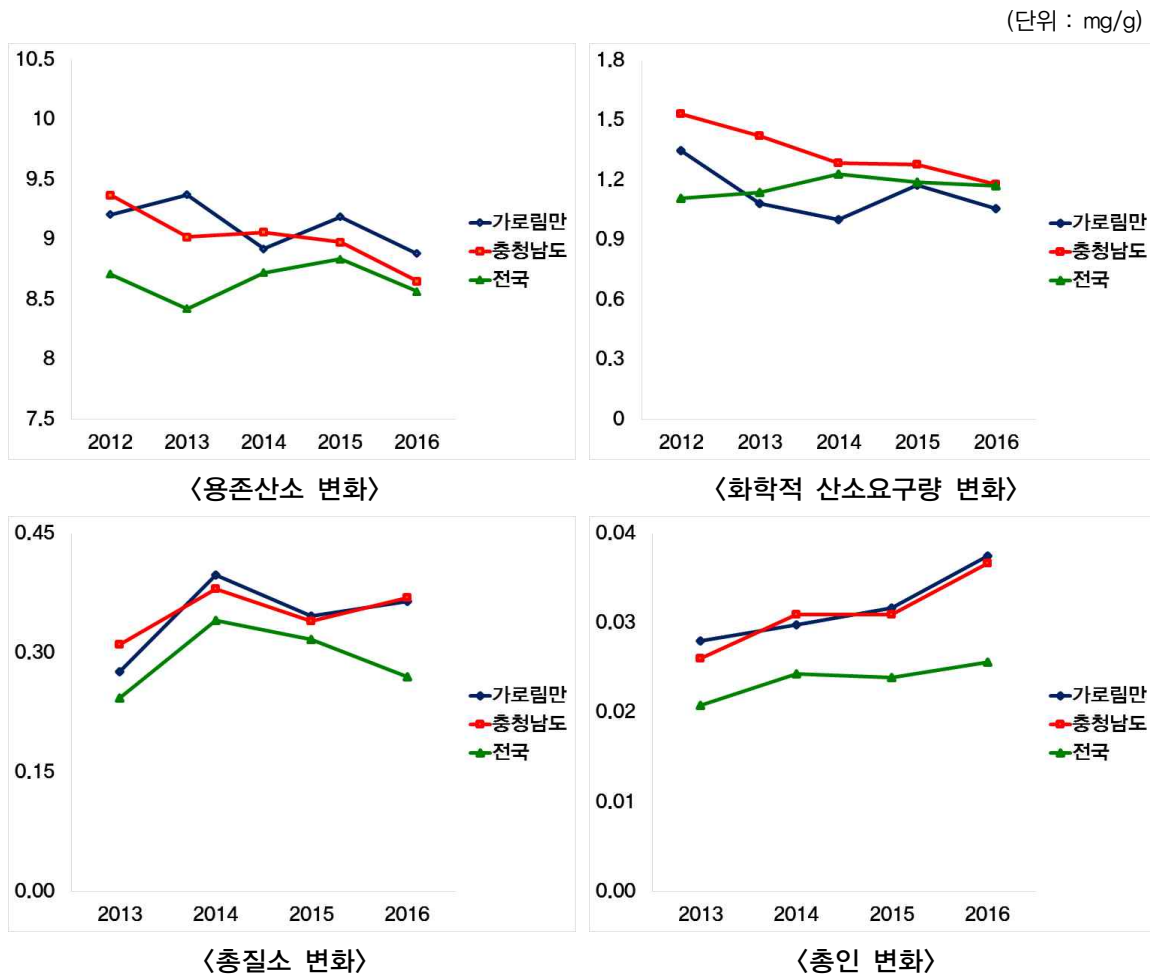 (단위 : mg/g)
10.5
10
9.5
9
8.5
8
7.5
2012 2013 2014 2015 2016
가로림만
충청남도
전국
<용존산소 변화>
1.8
1.5
1.2
0.9
0.6
0.3
0
2012 2013 2014 2015 2016
가로림만
충청남도
전국
<화학적 산소요구량 변화>
0.45
0.30
0.15
0.00
2013 2014 2015 2016
가로림만
충청남도
전국
<총질소 변화>
0.04
0.03
0.02
0.01
0.00
2013 2014 2015 2016
가로림만
충청남도
전국
<총인 변화>